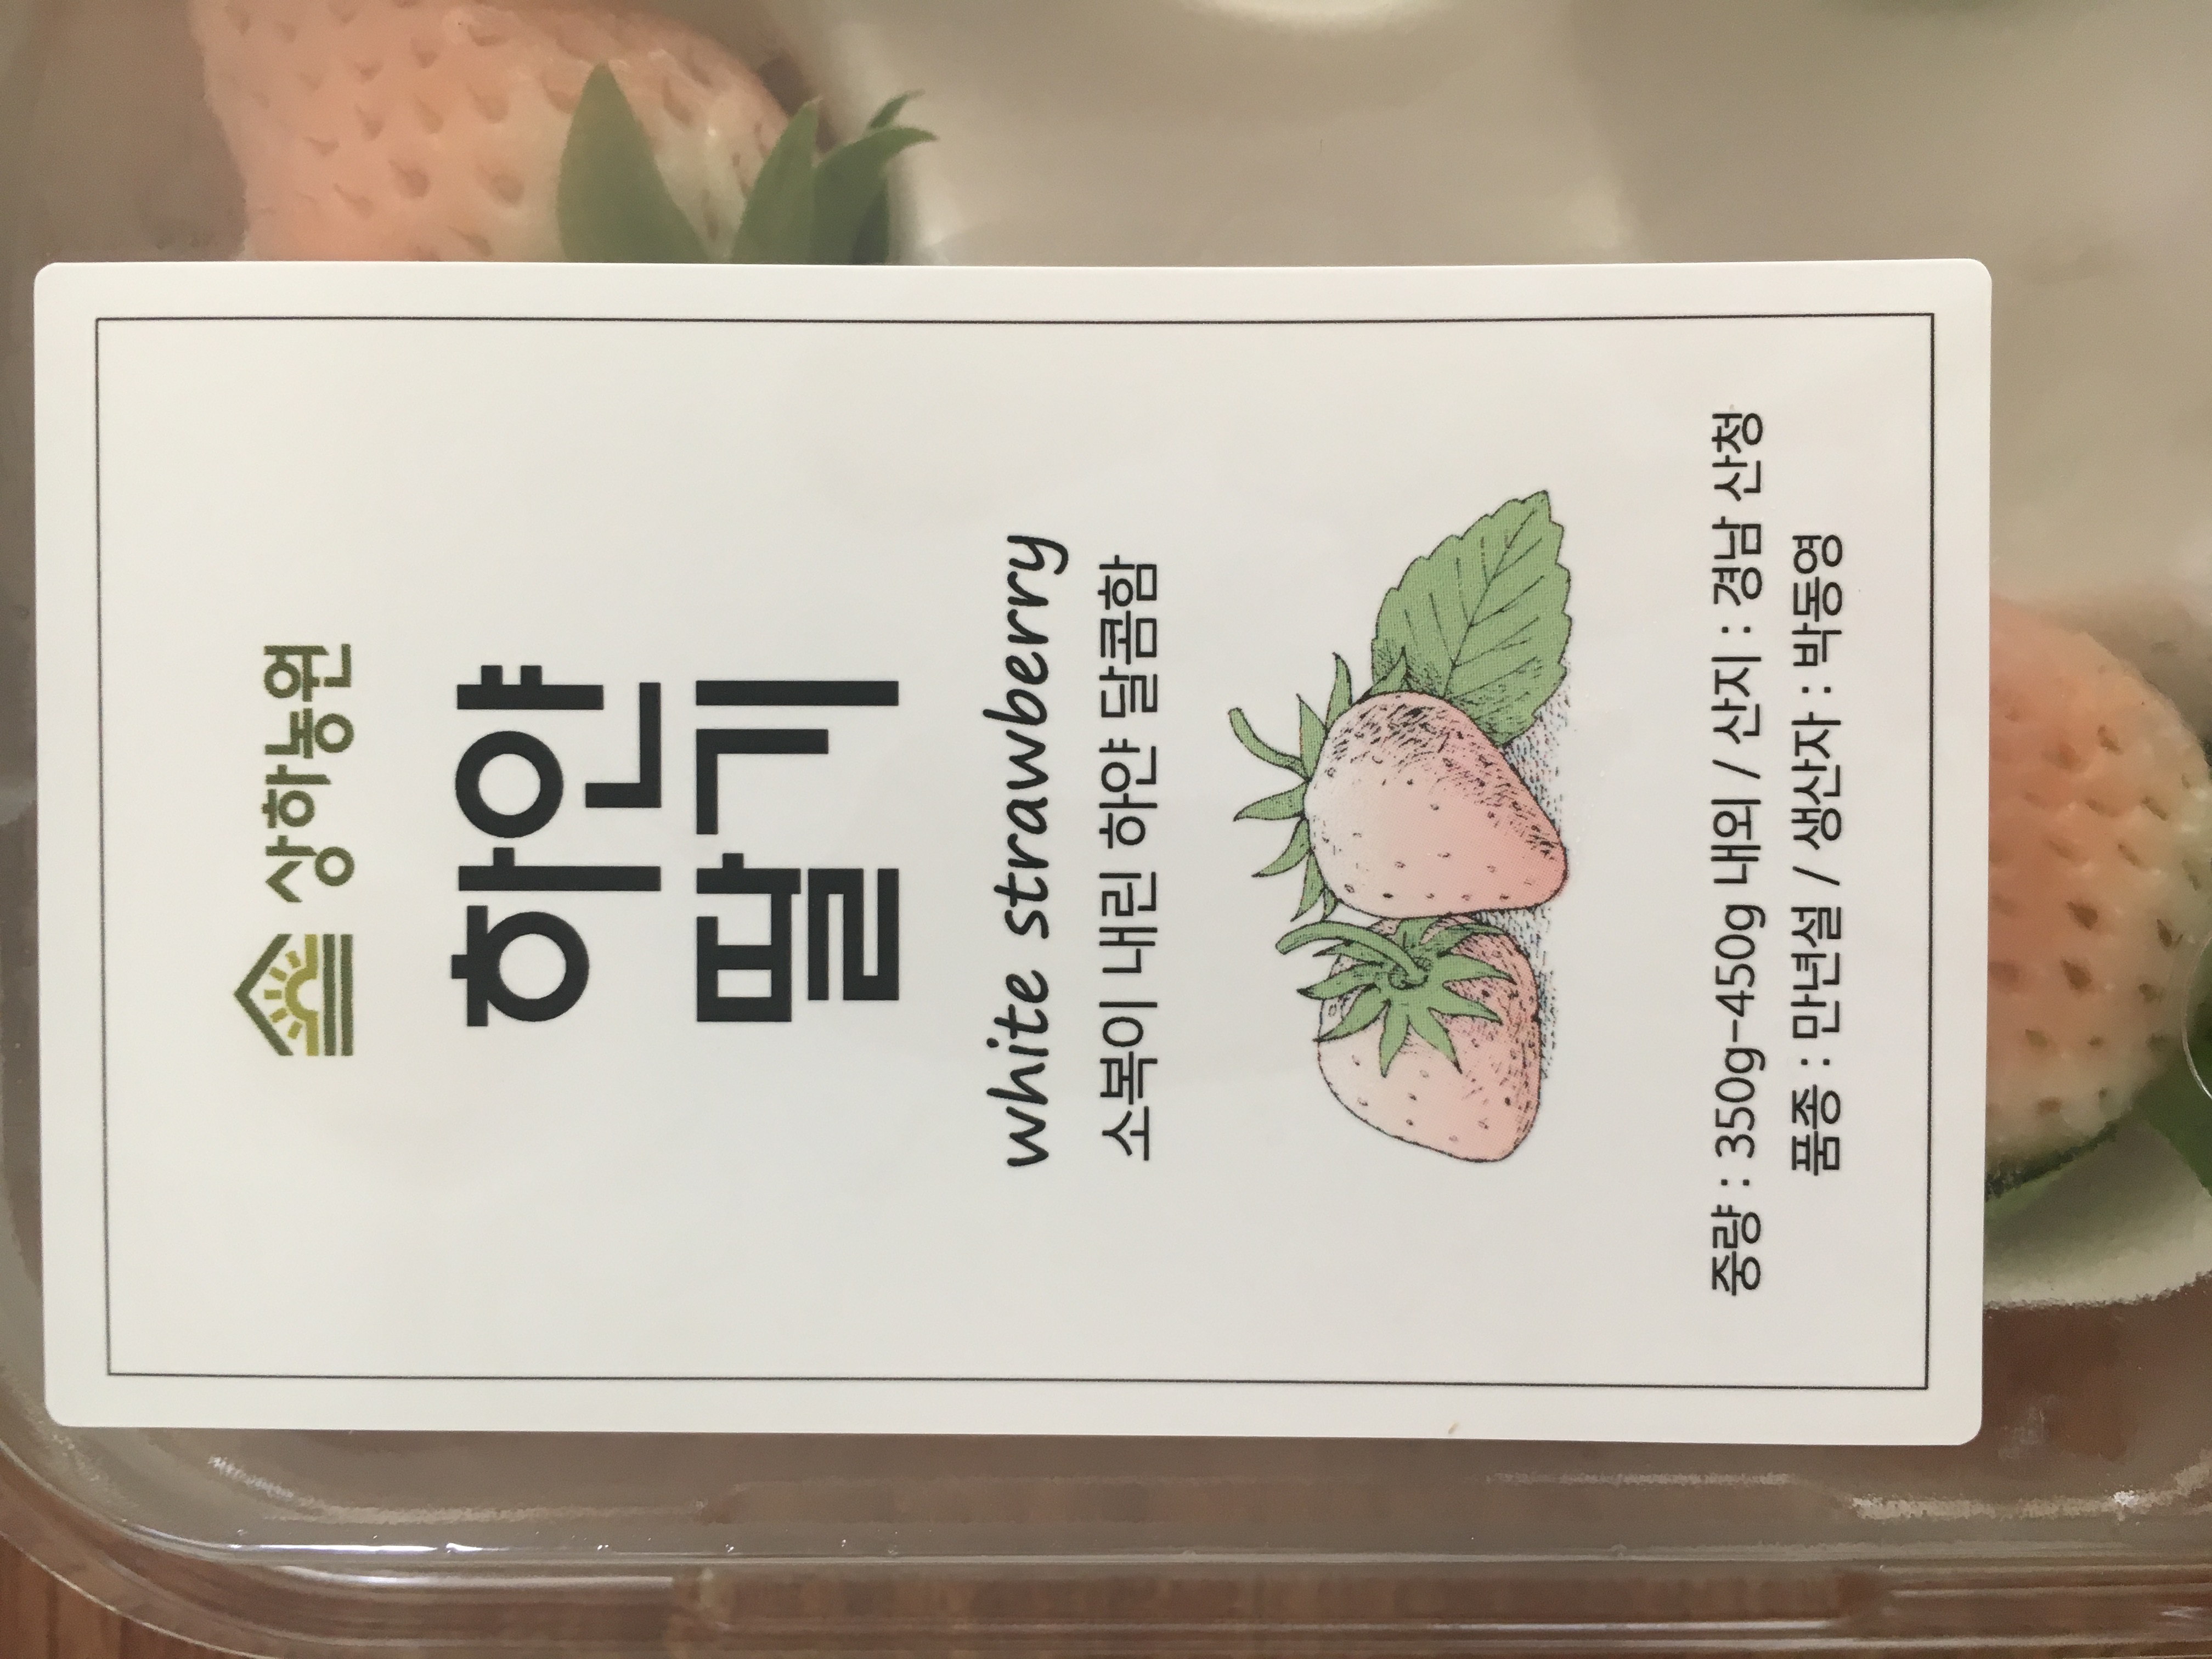 상하농원
하얀
딸기
white strawberry
소복이 내린 하얀 달콤함
중량 : 350g-450g 내외 / 산지 : 경남 산청
품종 : 만년설 / 생산자 : 박동영